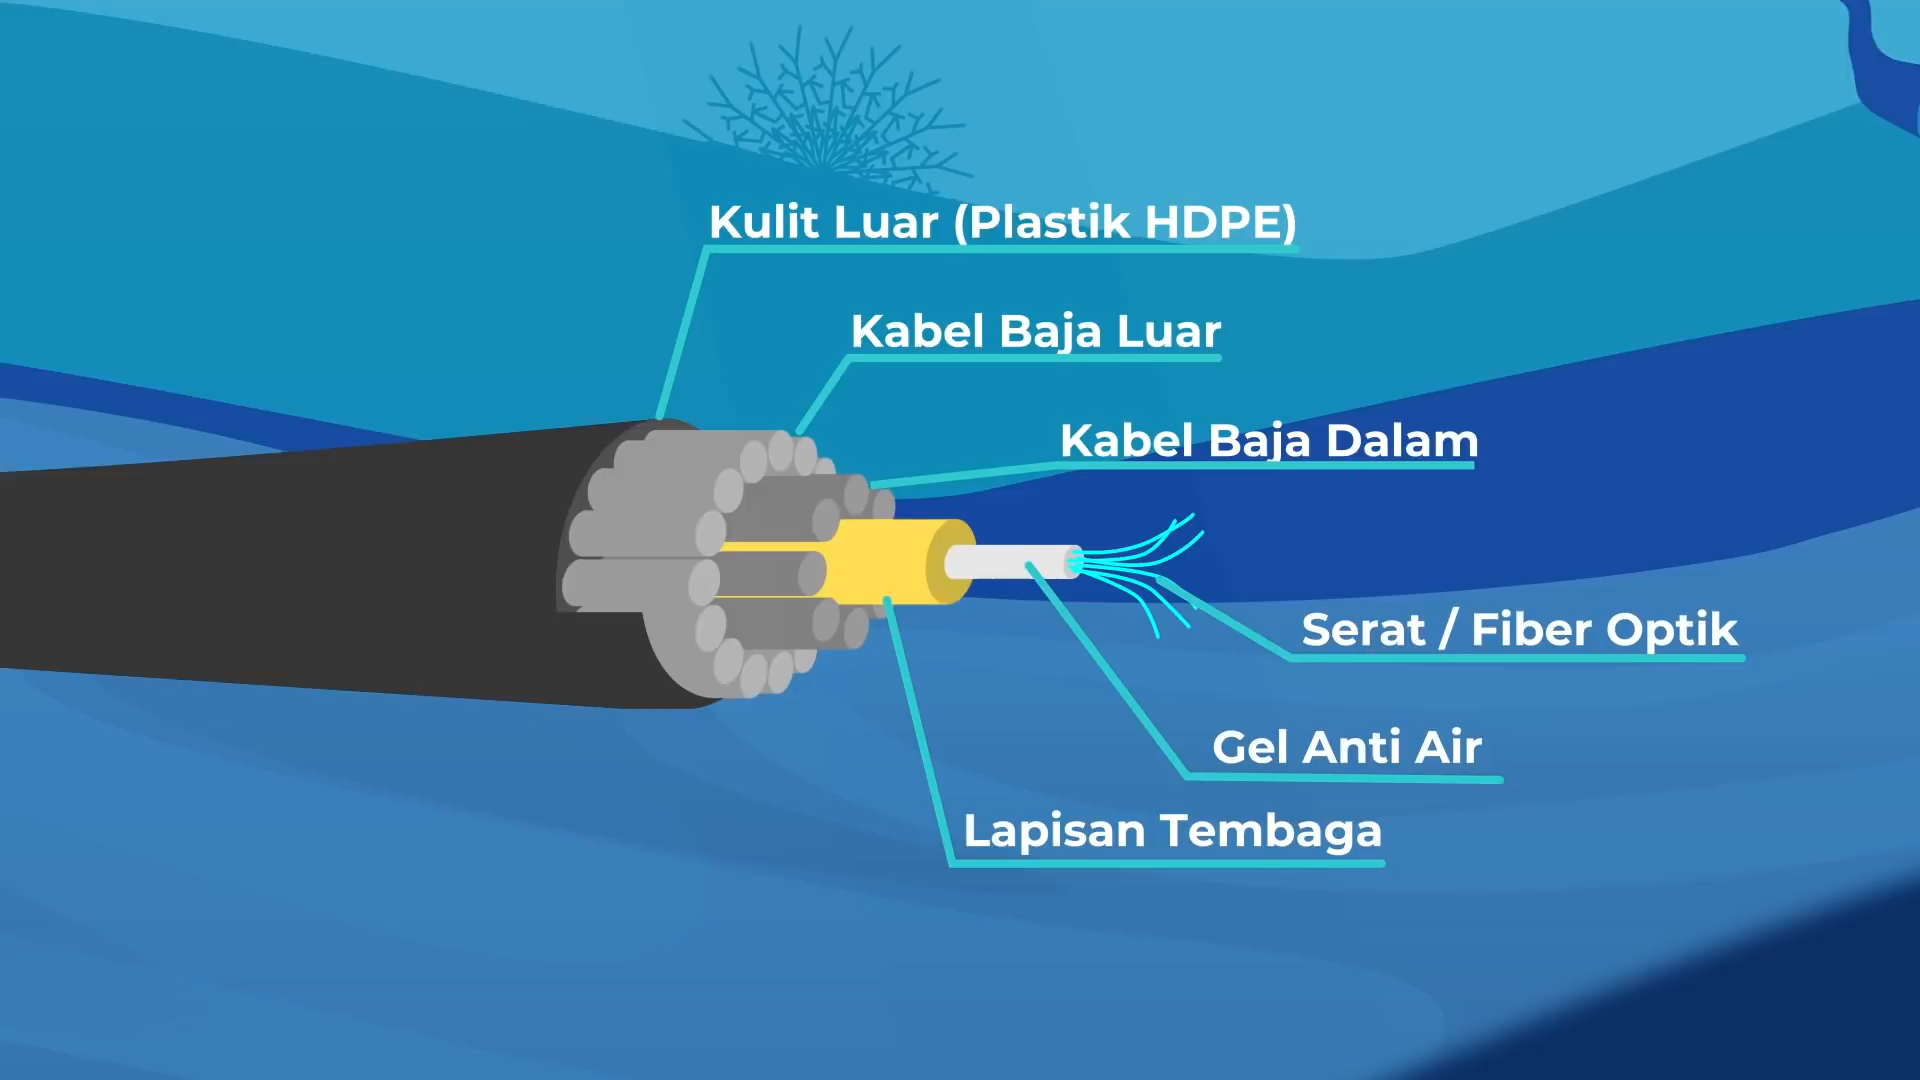 Kulit Luar (Plastik HDPE)
Kabel Baja Luar
Kabel Baja Dalam
Serat / Fiber Optik
Gel Anti Air
Lapisan Tembaga